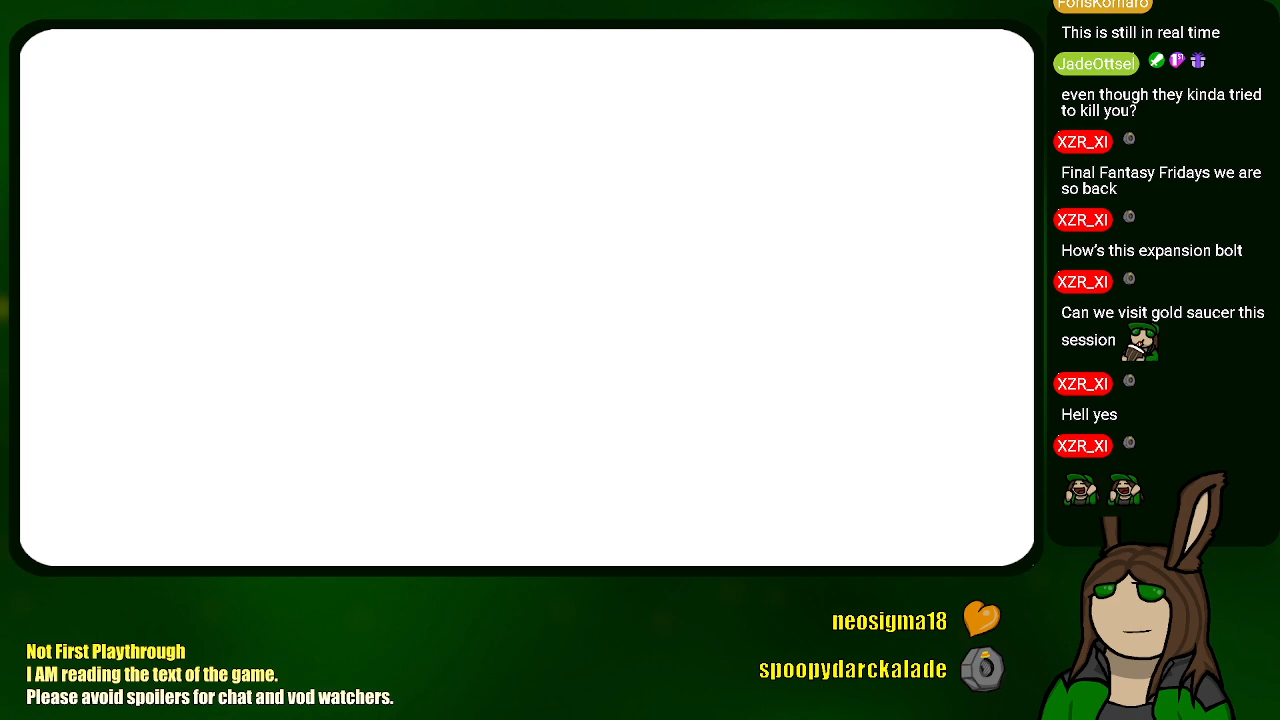 ForisKornaro
This is still in real time
JadeOttsel
even though they kinda tried
to kill you?
XZR_XI
Final Fantasy Fridays we are
so back
XZR_XI
How's this expansion bolt
XZR_XI
Can we visit gold saucer this
session
XZR_XI
Hell yes
XZR_XI
neosigma18
spoopydarckalade
Not First Playthrough
I AM reading the text of the game.
Please avoid spoilers for chat and vod watchers.